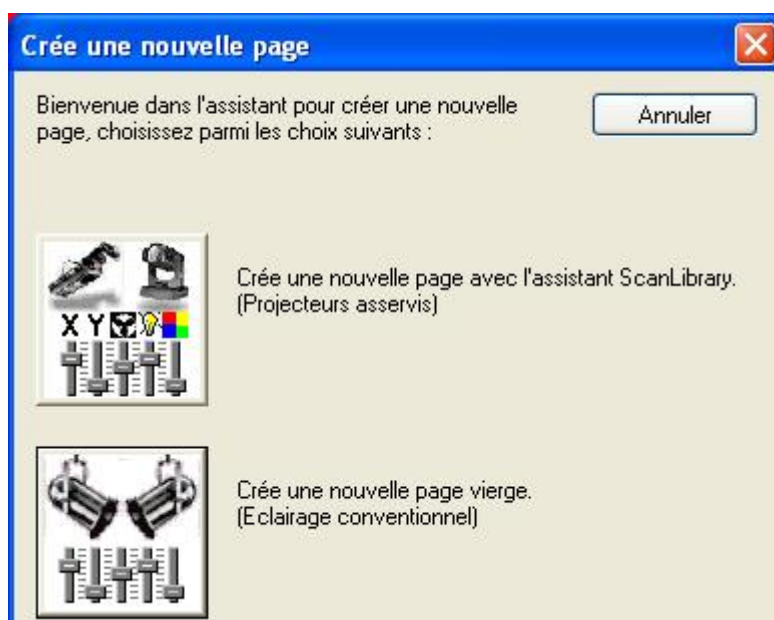 Crée une nouvelle page
Bienvenue dans l'assistant pour créer une nouvelle
page, choisissez parmi les choix suivants :
Annuler
X Y
Crée une nouvelle page avec l'assistant ScanLibrary.
(Projecteurs asservis)
Crée une nouvelle page vierge.
(Eclairage conventionnel)